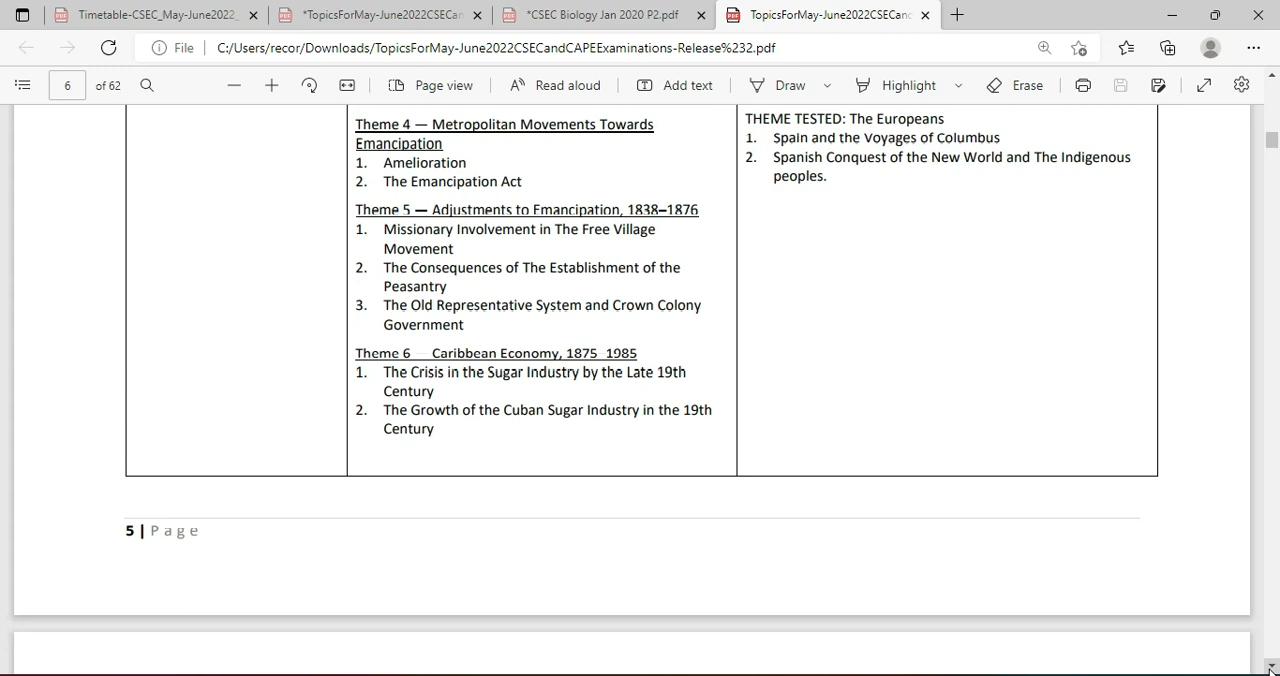 Timetable-CSEC_May-June2022_
*TopicsForMay-June2022CSECan
*CSEC Biology Jan 2020 P2.pdf
TopicsForMay-June2022CSECanc
File
C:/Users/recor/Downloads/TopicsForMay-June2022CSECandCAPEExaminations-Release%232.pdf
6 of 62
Page view
Read aloud
Add text
Draw
Highlight
Erase
Theme 4 — Metropolitan Movements Towards
Emancipation
1. Amelioration
2. The Emancipation Act
Theme 5 — Adjustments to Emancipation, 1838–1876
1. Missionary Involvement in The Free Village
Movement
2. The Consequences of The Establishment of the
Peasantry
3. The Old Representative System and Crown Colony
Government
Theme 6 Caribbean Economy, 1875 1985
1. The Crisis in the Sugar Industry by the Late 19th
Century
2. The Growth of the Cuban Sugar Industry in the 19th
Century
THEME TESTED: The Europeans
1. Spain and the Voyages of Columbus
2. Spanish Conquest of the New World and The Indigenous
peoples.
5 | Page